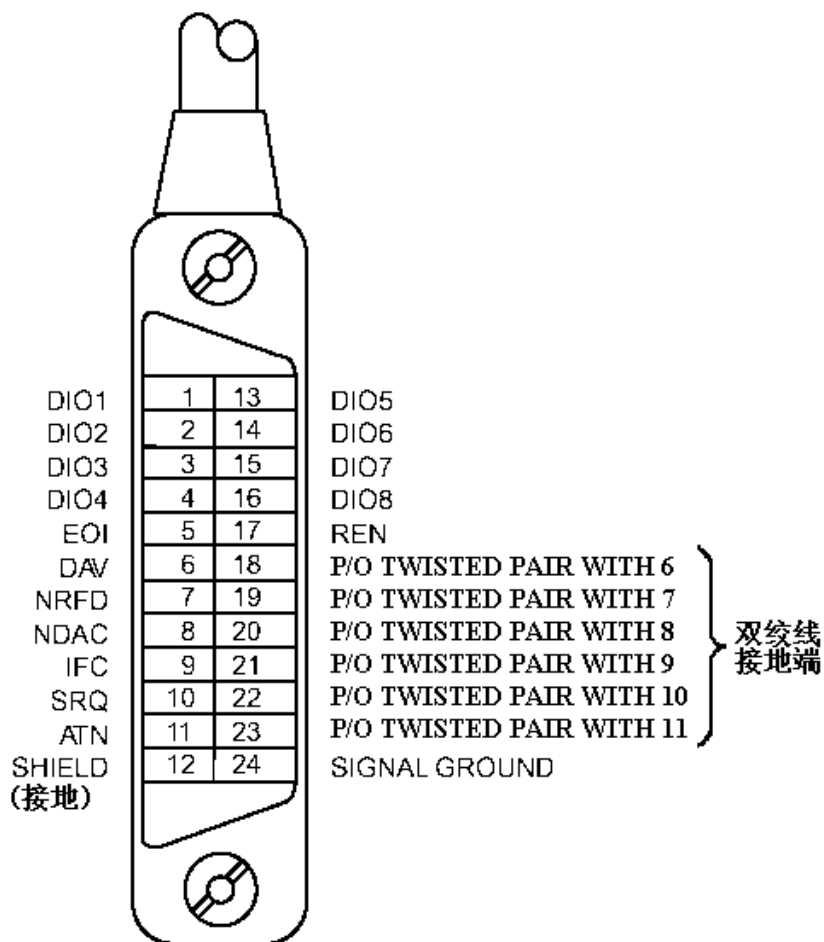 DIO1 1 13 DIO5
DIO2 2 14 DIO6
DIO3 3 15 DIO7
DIO4 4 16 DIO8
EOI 5 17 REN
DAV 6 18 P/O TWISTED PAIR WITH 6
NRFD 7 19 P/O TWISTED PAIR WITH 7
NDAC 8 20 P/O TWISTED PAIR WITH 8
IFC 9 21 P/O TWISTED PAIR WITH 9
SRQ 10 22 P/O TWISTED PAIR WITH 10
ATN 11 23 P/O TWISTED PAIR WITH 11
SHIELD 12 24 SIGNAL GROUND
(接地)
双绞线
接地端